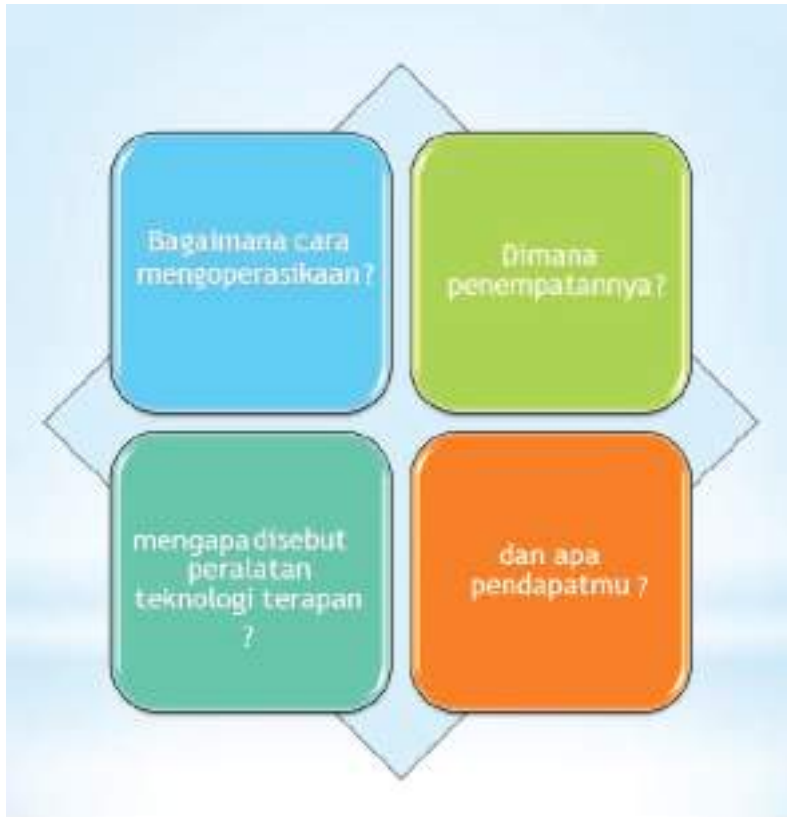 Bagaimana cara
mengoperasikaan?
Dimana
penempatannya?
mengapa disebut
peralatan
teknologi terapan
?
dan apa
pendapatmu ?